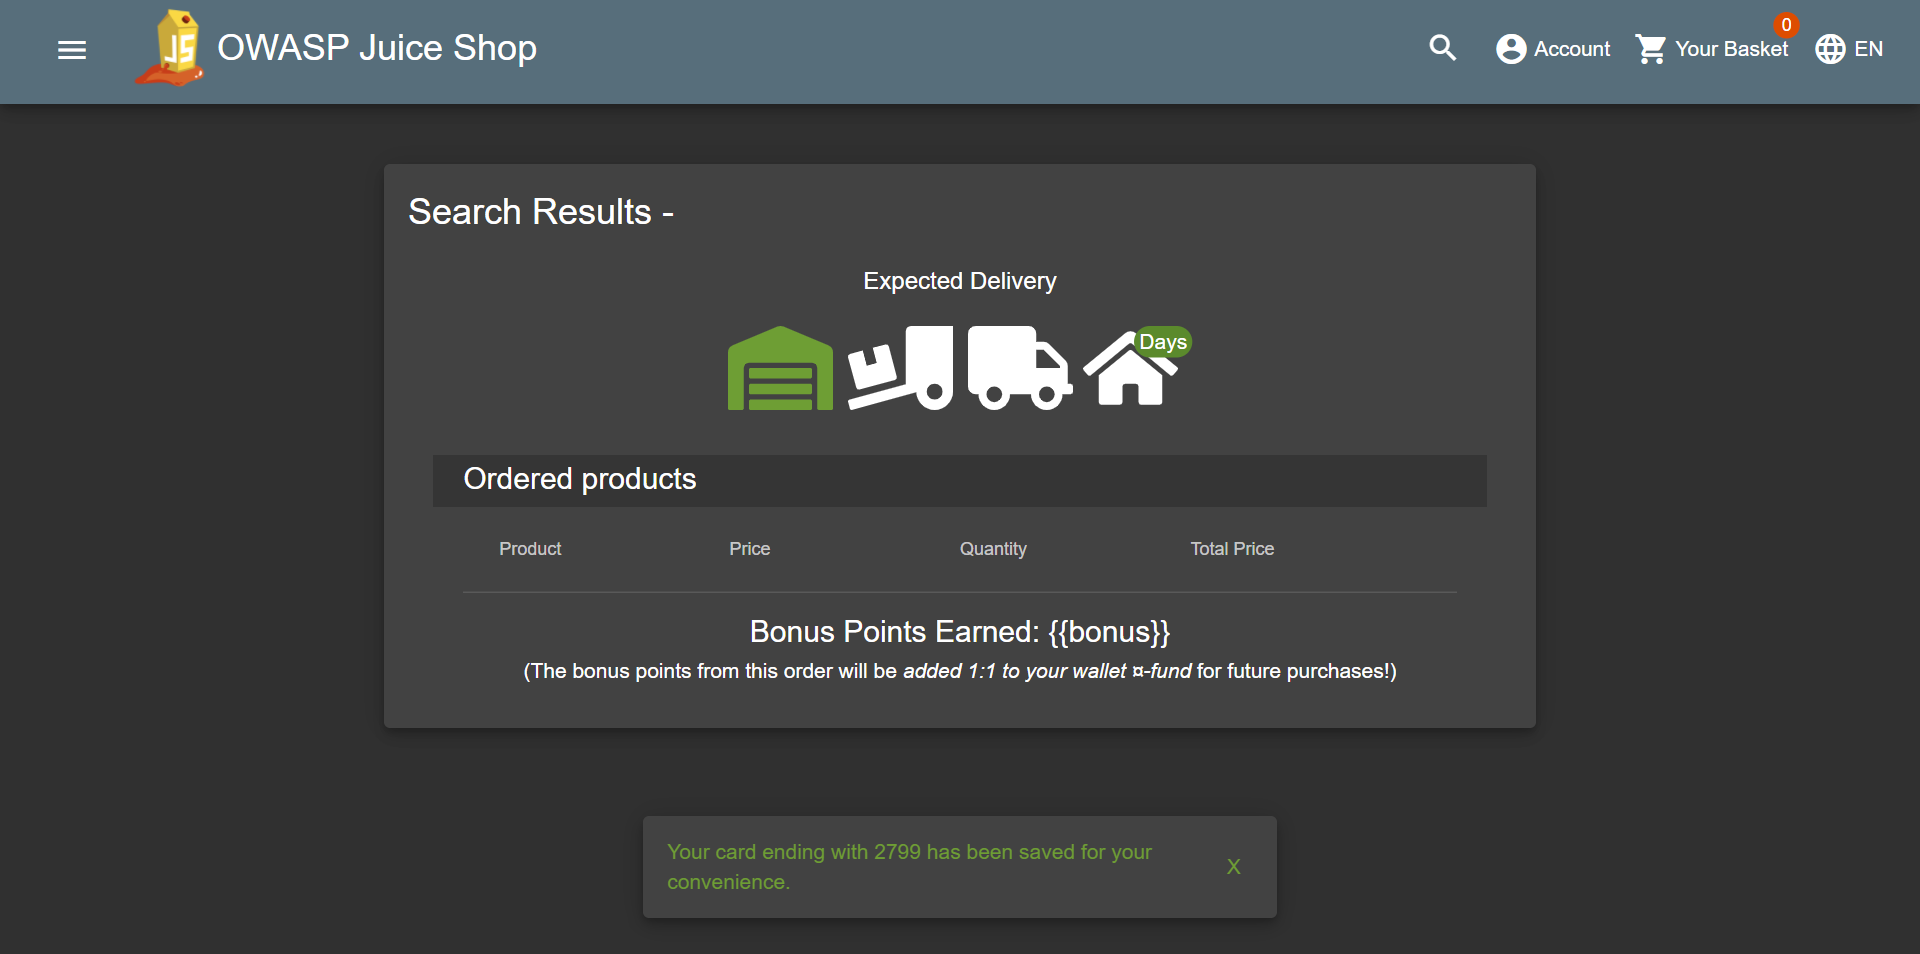 OWASP Juice Shop
Account
0
Your Basket
EN
Search Results -
Expected Delivery
Days
Ordered products
Product Price Quantity Total Price
Bonus Points Earned: {{bonus}}
(The bonus points from this order will be added 1:1 to your wallet ¤-fund for future purchases!)
Your card ending with 2799 has been saved for your
convenience.
X